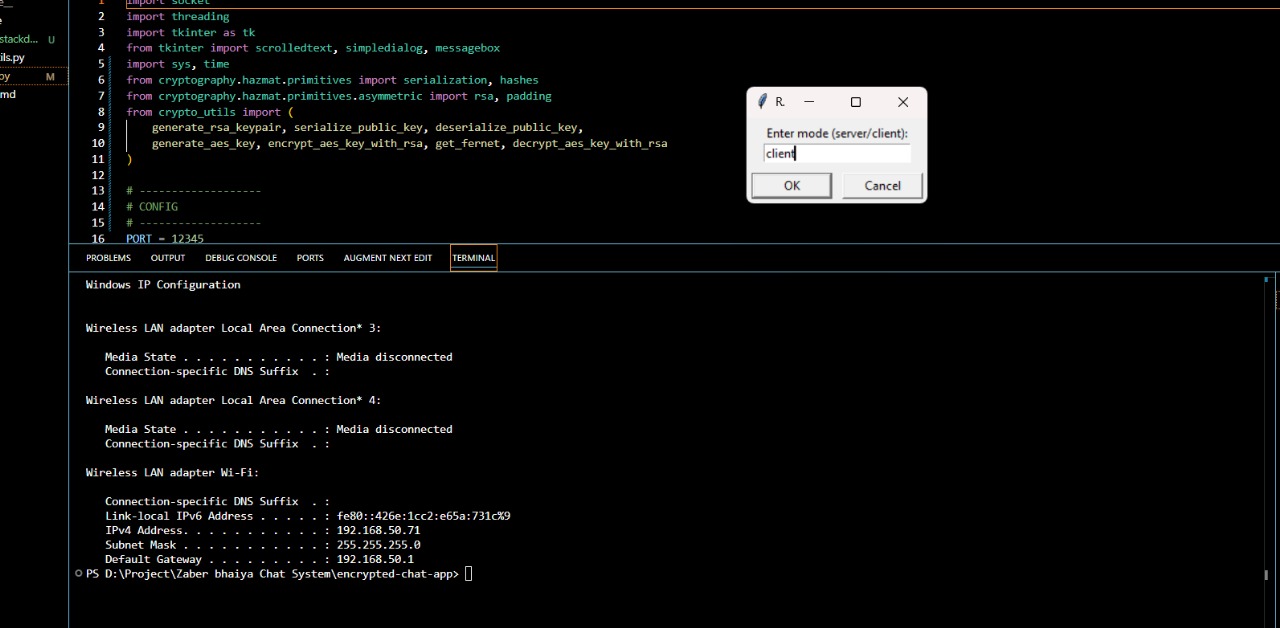 e__
1 import socket
2 import threading
3 import tkinter as tk
4 from tkinter import scrolledtext, simpledialog, messagebox
5 import sys, time
6 from cryptography.hazmat.primitives import serialization, hashes
7 from cryptography.hazmat.primitives.asymmetric import rsa, padding
8 from crypto_utils import (
9 generate_rsa_keypair, serialize_public_key, deserialize_public_key,
10 generate_aes_key, encrypt_aes_key_with_rsa, get_fernet, decrypt_aes_key_with_rsa
11 )
12
13 # -------------------
14 # CONFIG
15 # -------------------
16 PORT = 12345
e
stackd... U
ils.py
py M
md
R.
Enter mode (server/client):
client
OK Cancel
PROBLEMS OUTPUT DEBUG CONSOLE PORTS AUGMENT NEXT EDIT TERMINAL
Windows IP Configuration
Wireless LAN adapter Local Area Connection* 3:
Media State . . . . . . . . . . . : Media disconnected
Connection-specific DNS Suffix . :
Wireless LAN adapter Local Area Connection* 4:
Media State . . . . . . . . . . . : Media disconnected
Connection-specific DNS Suffix . :
Wireless LAN adapter Wi-Fi:
Connection-specific DNS Suffix . :
Link-local IPv6 Address . . . . . : fe80::426e:1cc2:e65a:731c%9
IPv4 Address. . . . . . . . . . . : 192.168.50.71
Subnet Mask . . . . . . . . . . . : 255.255.255.0
Default Gateway . . . . . . . . . : 192.168.50.1
PS D:\Project\Zaber bhaiya Chat System\encrypted-chat-app>